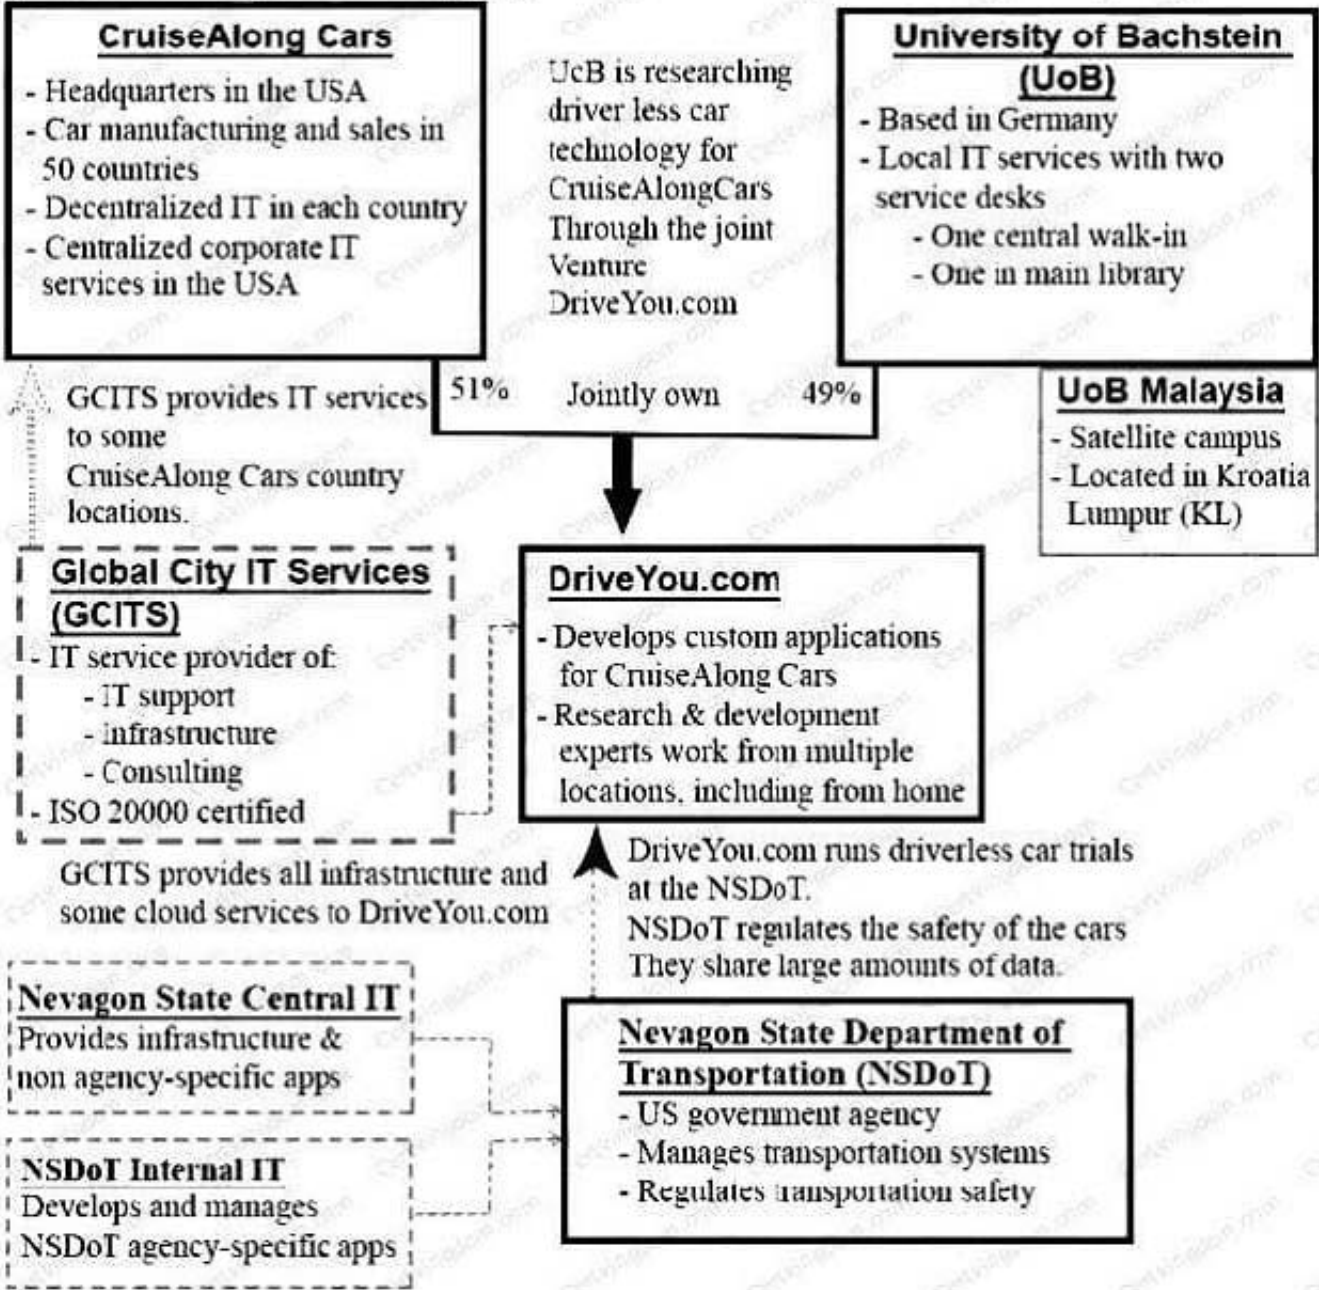 CruiseAlong Cars
- Headquarters in the USA
- Car manufacturing and sales in
50 countries
- Decentralized IT in each country
- Centralized corporate IT
services in the USA
UcB is researching
driver less car
technology for
CruiseAlongCars
Through the joint
Venture
DriveYou.com
University of Bachstein
(UoB)
- Based in Germany
- Local IT services with two
service desks
- One central walk-in
- One in main library
51% Jointly own 49%
UoB Malaysia
- Satellite campus
- Located in Kroatia
Lumpur (KL)
GCITS provides IT services
to some
CruiseAlong Cars country
locations.
Global City IT Services
(GCITS)
- IT service provider of:
- IT support
- infrastructure
- Consulting
- ISO 20000 certified
DriveYou.com
- Develops custom applications
for CruiseAlong Cars
- Research & development
experts work from multiple
locations, including from home
GCITS provides all infrastructure and
some cloud services to DriveYou.com
DriveYou.com runs driverless car trials
at the NSDoT.
NSDoT regulates the safety of the cars
They share large amounts of data.
Nevagon State Central IT
Provides infrastructure &
non agency-specific apps
NSDoT Internal IT
Develops and manages
NSDoT agency-specific apps
Nevagon State Department of
Transportation (NSDoT)
- US government agency
- Manages transportation systems
- Regulates transportation safety